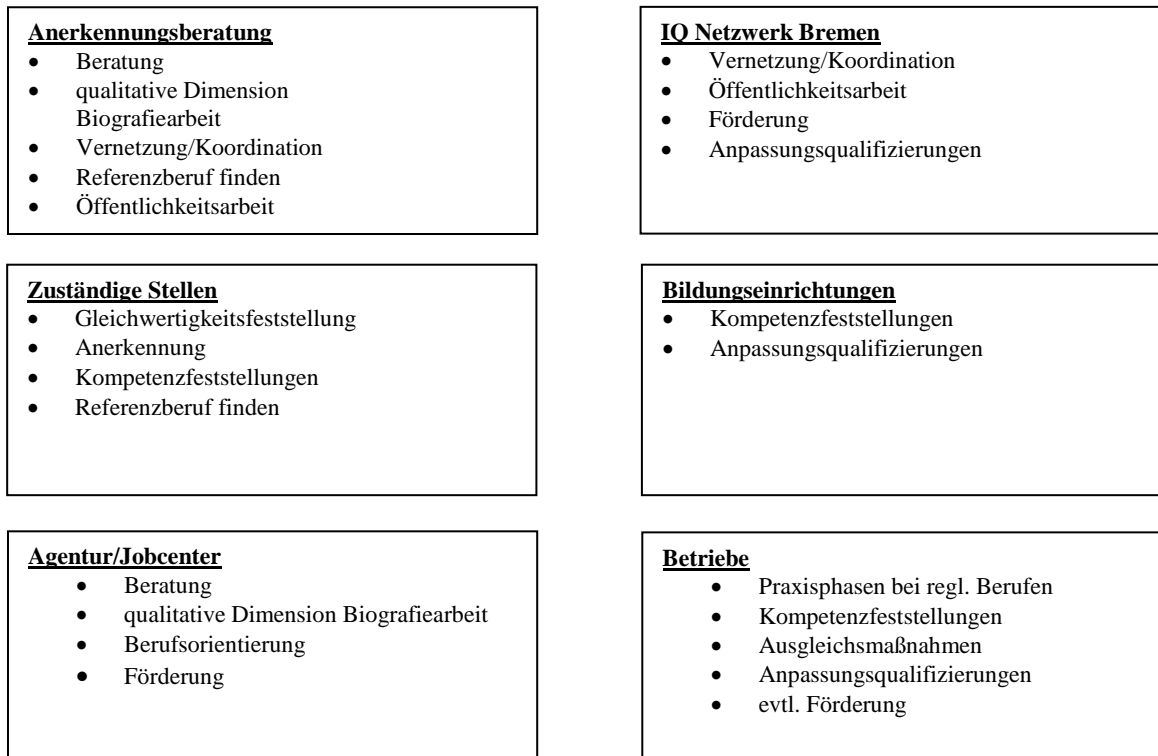 Anerkennungsberatung
• Beratung
• qualitative Dimension
Biografiearbeit
• Vernetzung/Koordination
• Referenzberuf finden
• Öffentlichkeitsarbeit
IQ Netzwerk Bremen
• Vernetzung/Koordination
• Öffentlichkeitsarbeit
• Förderung
• Anpassungsqualifizierungen
Zuständige Stellen
• Gleichwertigkeitsfeststellung
• Anerkennung
• Kompetenzfeststellungen
• Referenzberuf finden
Bildungseinrichtungen
• Kompetenzfeststellungen
• Anpassungsqualifizierungen
Agentur/Jobcenter
• Beratung
• qualitative Dimension Biografiearbeit
• Berufsorientierung
• Förderung
Betriebe
• Praxisphasen bei regl. Berufen
• Kompetenzfeststellungen
• Ausgleichsmaßnahmen
• Anpassungsqualifizierungen
• evtl. Förderung